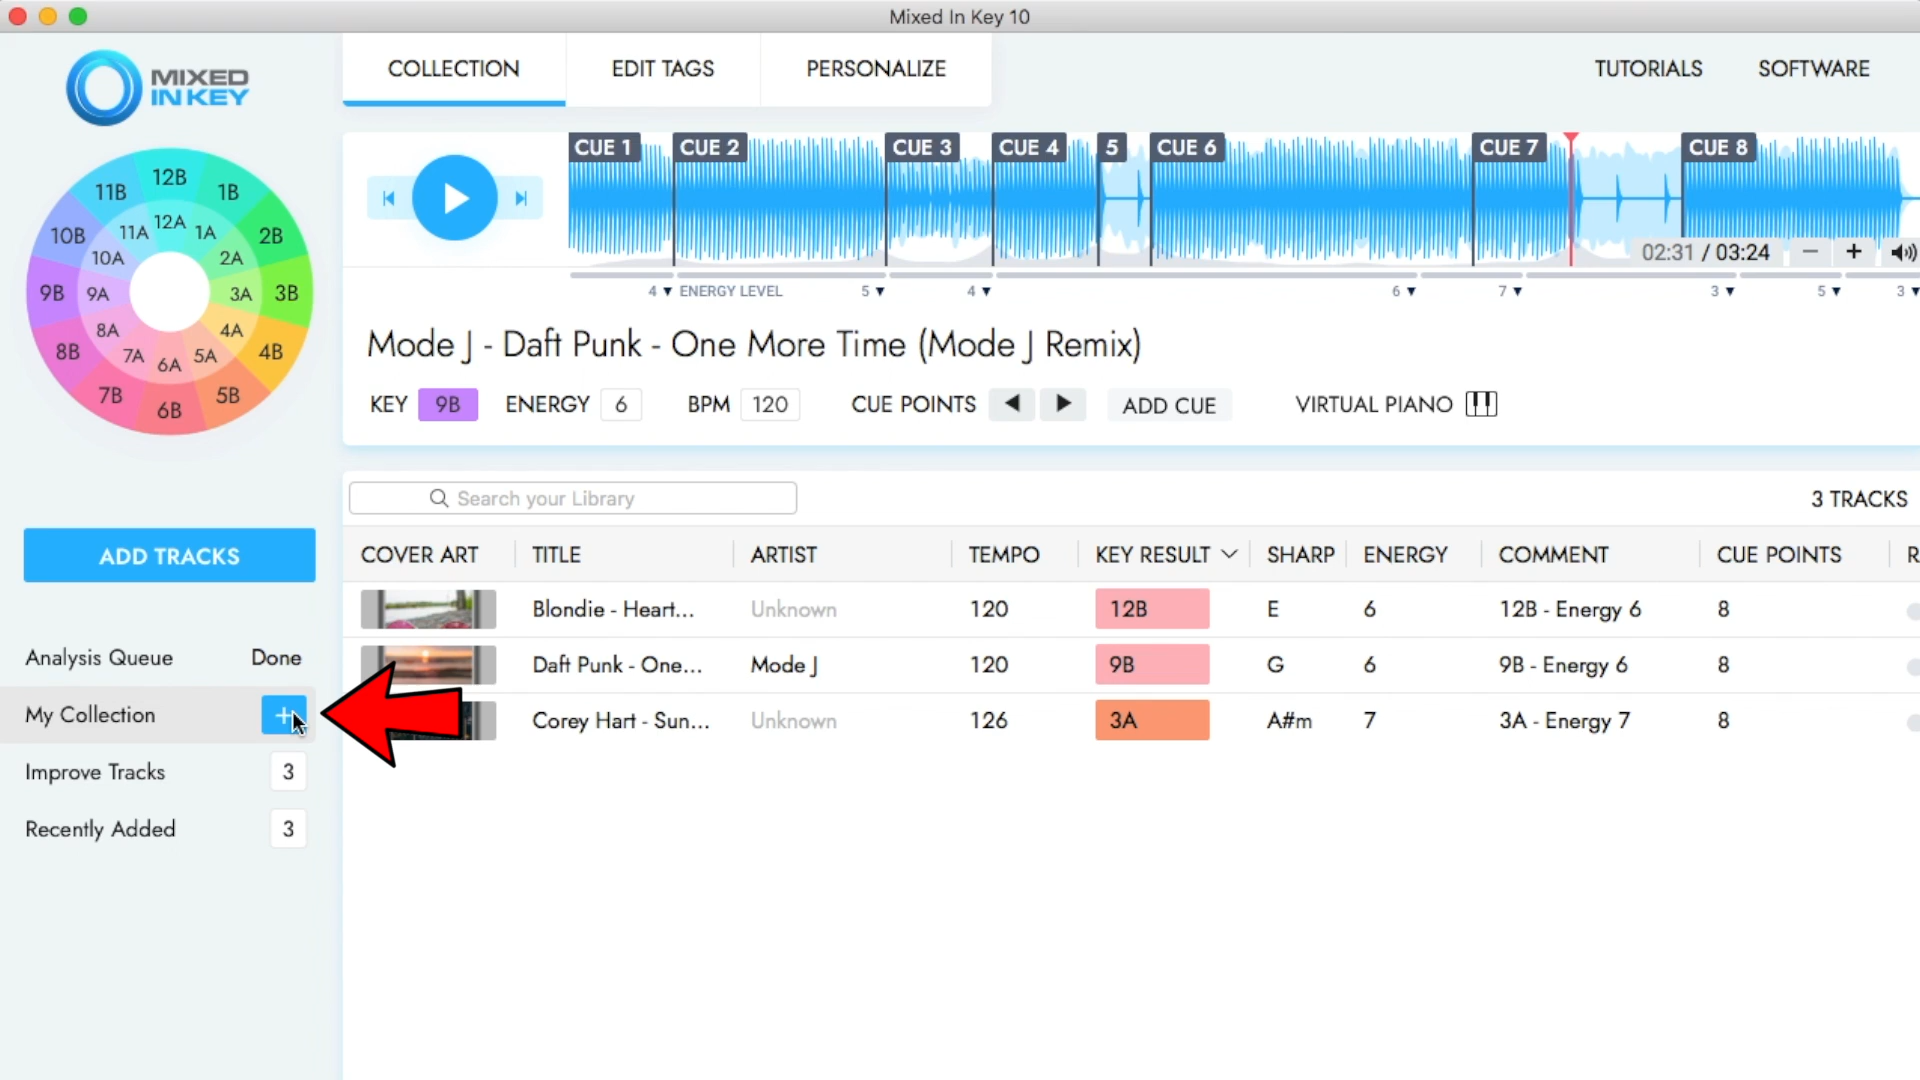 Mixed In Key 10
MIXED
IN KEY
COLLECTION
EDIT TAGS
PERSONALIZE
TUTORIALS
SOFTWARE
12B
1B
2B
3B
4B
5B
6B
7B
8B
9B
10B
11B
12A
1A
2A
3A
4A
5A
6A
7A
8A
9A
10A
11A
CUE 1
CUE 2
CUE 3
CUE 4
5
CUE 6
CUE 7
CUE 8
02:31 / 03:24
4 ▼ ENERGY LEVEL 5 ▼ 4 ▼ 6 ▼ 7 ▼ 3 ▼ 5 ▼ 3 ▼
Mode J - Daft Punk - One More Time (Mode J Remix)
KEY 9B ENERGY 6 BPM 120 CUE POINTS ADD CUE VIRTUAL PIANO
Search your Library
3 TRACKS
COVER ART TITLE ARTIST TEMPO KEY RESULT SHARP ENERGY COMMENT CUE POINTS R
Blondie - Heart... Unknown 120 12B E 6 12B - Energy 6 8
Daft Punk - One... Mode J 120 9B G 6 9B - Energy 6 8
Corey Hart - Sun... Unknown 126 3A A#m 7 3A - Energy 7 8
ADD TRACKS
Analysis Queue Done
My Collection +
Improve Tracks 3
Recently Added 3